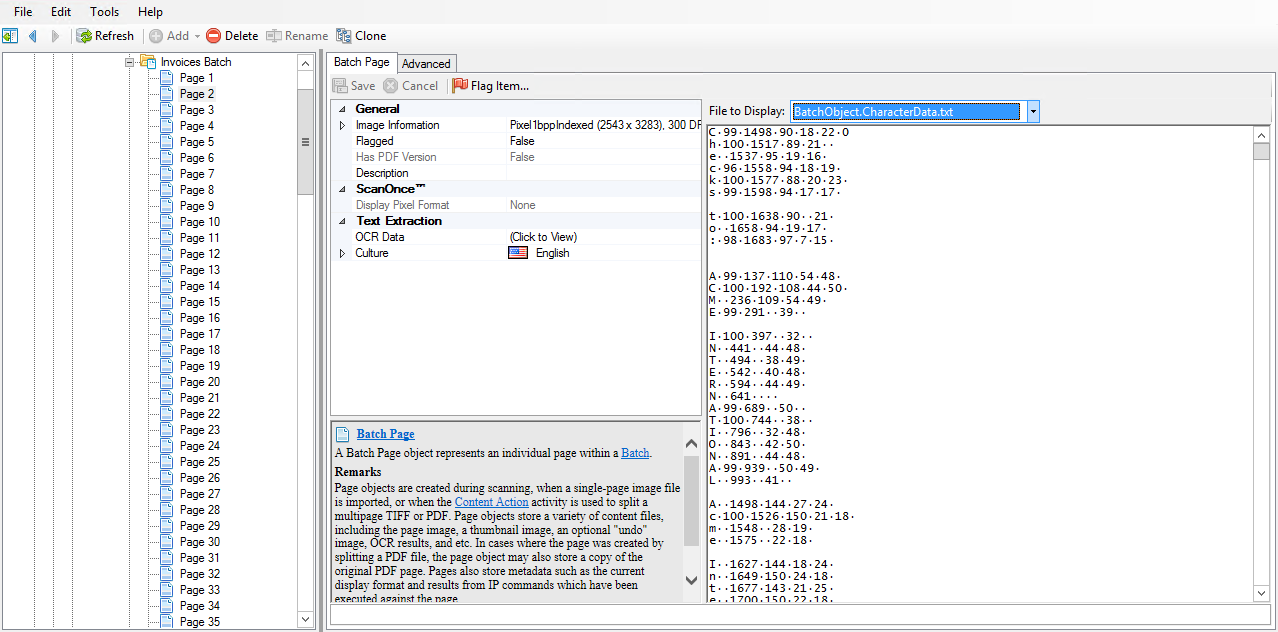 File Edit Tools Help
Refresh Add Delete Rename Clone
Invoices Batch
Page 1
Page 2
Page 3
Page 4
Page 5
Page 6
Page 7
Page 8
Page 9
Page 10
Page 11
Page 12
Page 13
Page 14
Page 15
Page 16
Page 17
Page 18
Page 19
Page 20
Page 21
Page 22
Page 23
Page 24
Page 25
Page 26
Page 27
Page 28
Page 29
Page 30
Page 31
Page 32
Page 33
Page 34
Page 35
Batch Page Advanced
Save Cancel Flag Item...
General
Image Information Pixel1bppIndexed (2543 x 3283), 300 DP
Flagged False
Has PDF Version False
Description
ScanOnce™
Display Pixel Format None
Text Extraction
OCR Data (Click to View)
Culture English
Batch Page
A Batch Page object represents an individual page within a Batch.
Remarks
Page objects are created during scanning, when a single-page image file
is imported, or when the Content Action activity is used to split a
multipage TIFF or PDF. Page objects store a variety of content files,
including the page image, a thumbnail image, an optional "undo"
image, OCR results, and etc. In cases where the page was created by
splitting a PDF file, the page object may also store a copy of the
original PDF page. Pages also store metadata such as the current
display format and results from IP commands which have been
executed against the page.
File to Display: BatchObject.CharacterData.txt
C·99·1498·90·18·22·0
h·100·1517·89·21··
e··1537·95·19·16·
c·96·1558·94·18·19·
k·100·1577·88·20·23·
s·99·1598·94·17·17·
t·100·1638·90··21·
o··1658·94·19·17·
:·98·1683·97·7·15·
A·99·137·110·54·48·
C·100·192·108·44·50·
M··236·109·54·49·
E·99·291··39··
I·100·397··32··
N··441··44·48·
T··494··38·49·
E··542··40·48·
R··594··44·49·
N··641····
A·99·689··50··
T·100·744··38··
I··796··32·48·
O··843··42·50·
N··891··44·48·
A·99·939··50·49·
L··993··41··
A··1498·144·27·24·
c·100·1526·150·21·18·
m··1548··28·19·
e··1575··22·18·
I··1627·144·18·24·
n··1649·150·24·18·
t··1677·143·21·25·
e··1700·150·22·18·